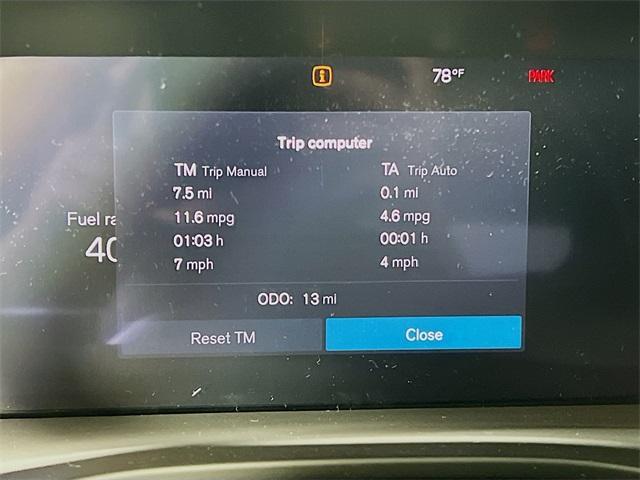 78°F PARK
Trip computer
TM Trip Manual TA Trip Auto
7.5 mi 0.1 mi
11.6 mpg 4.6 mpg
01:03 h 00:01 h
7 mph 4 mph
Fuel
40
ODO: 13 mi
Reset TM Close